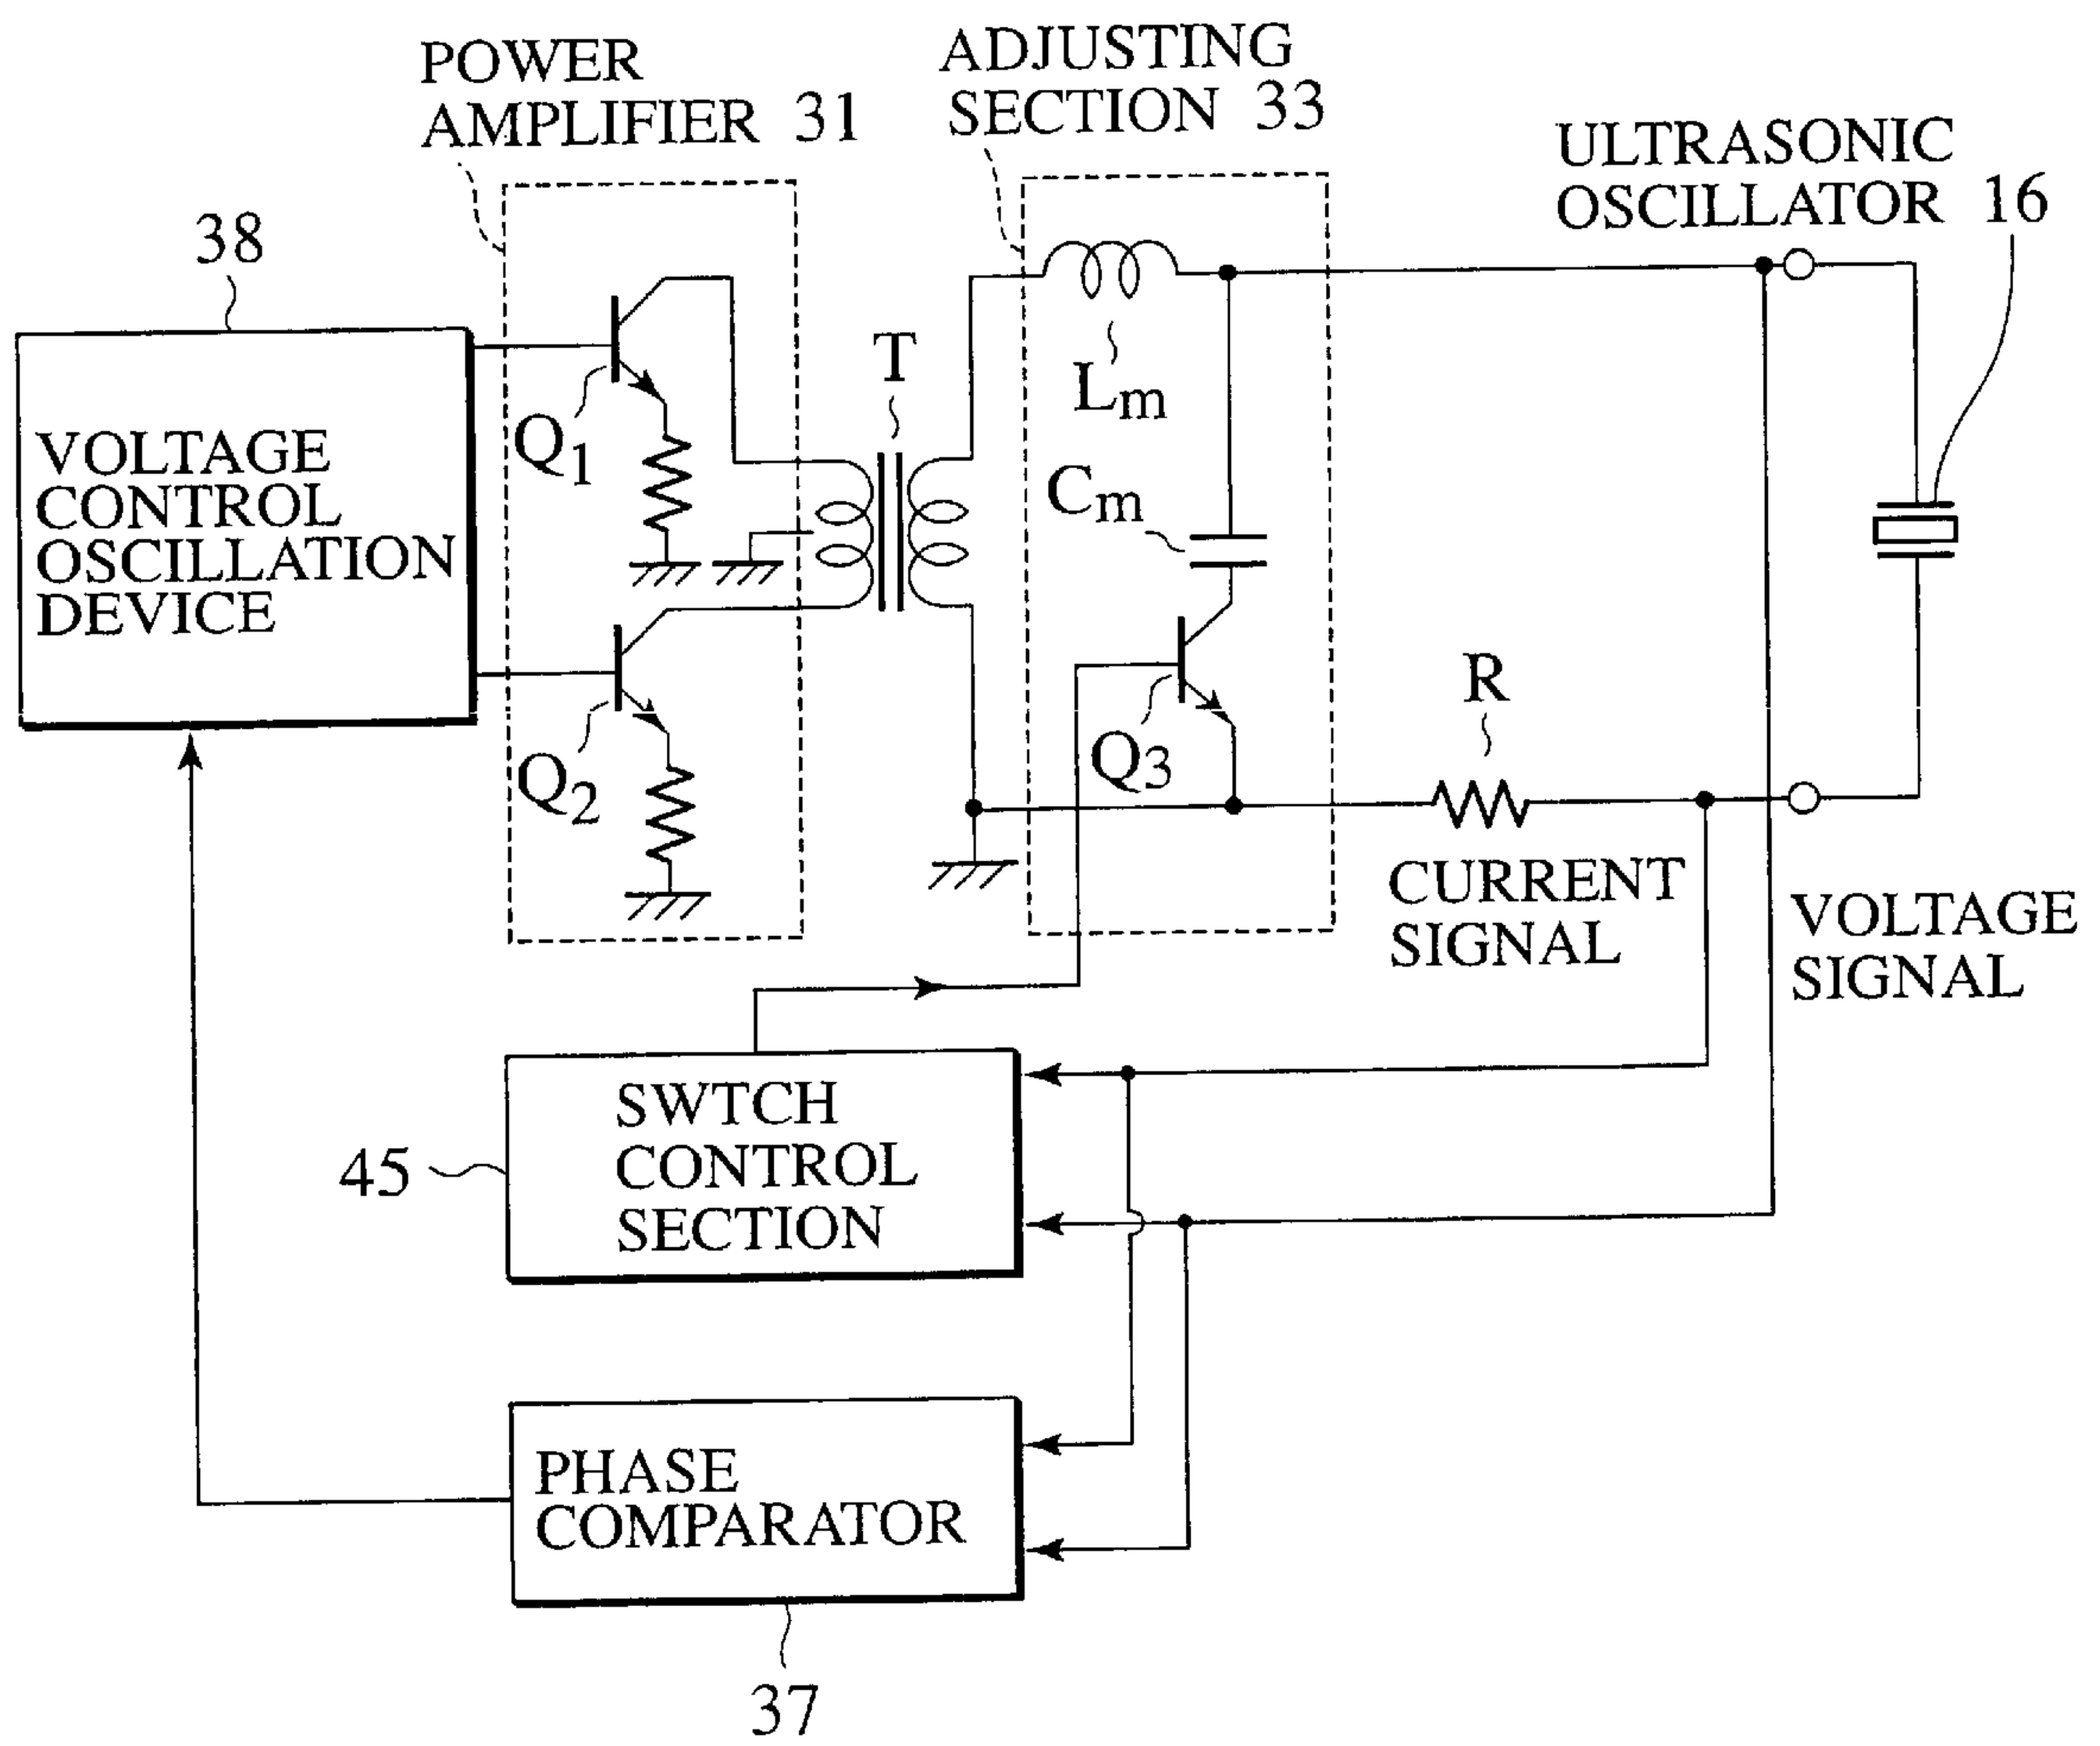 POWER
AMPLIFIER 31
ADJUSTING
SECTION 33
ULTRASONIC
OSCILLATOR 16
38
T
Lm
Q1
Cm
VOLTAGE
CONTROL
OSCILLATION
DEVICE
R
Q3
Q2
CURRENT
SIGNAL
VOLTAGE
SIGNAL
SWTCH
CONTROL
SECTION
45
PHASE
COMPARATOR
37